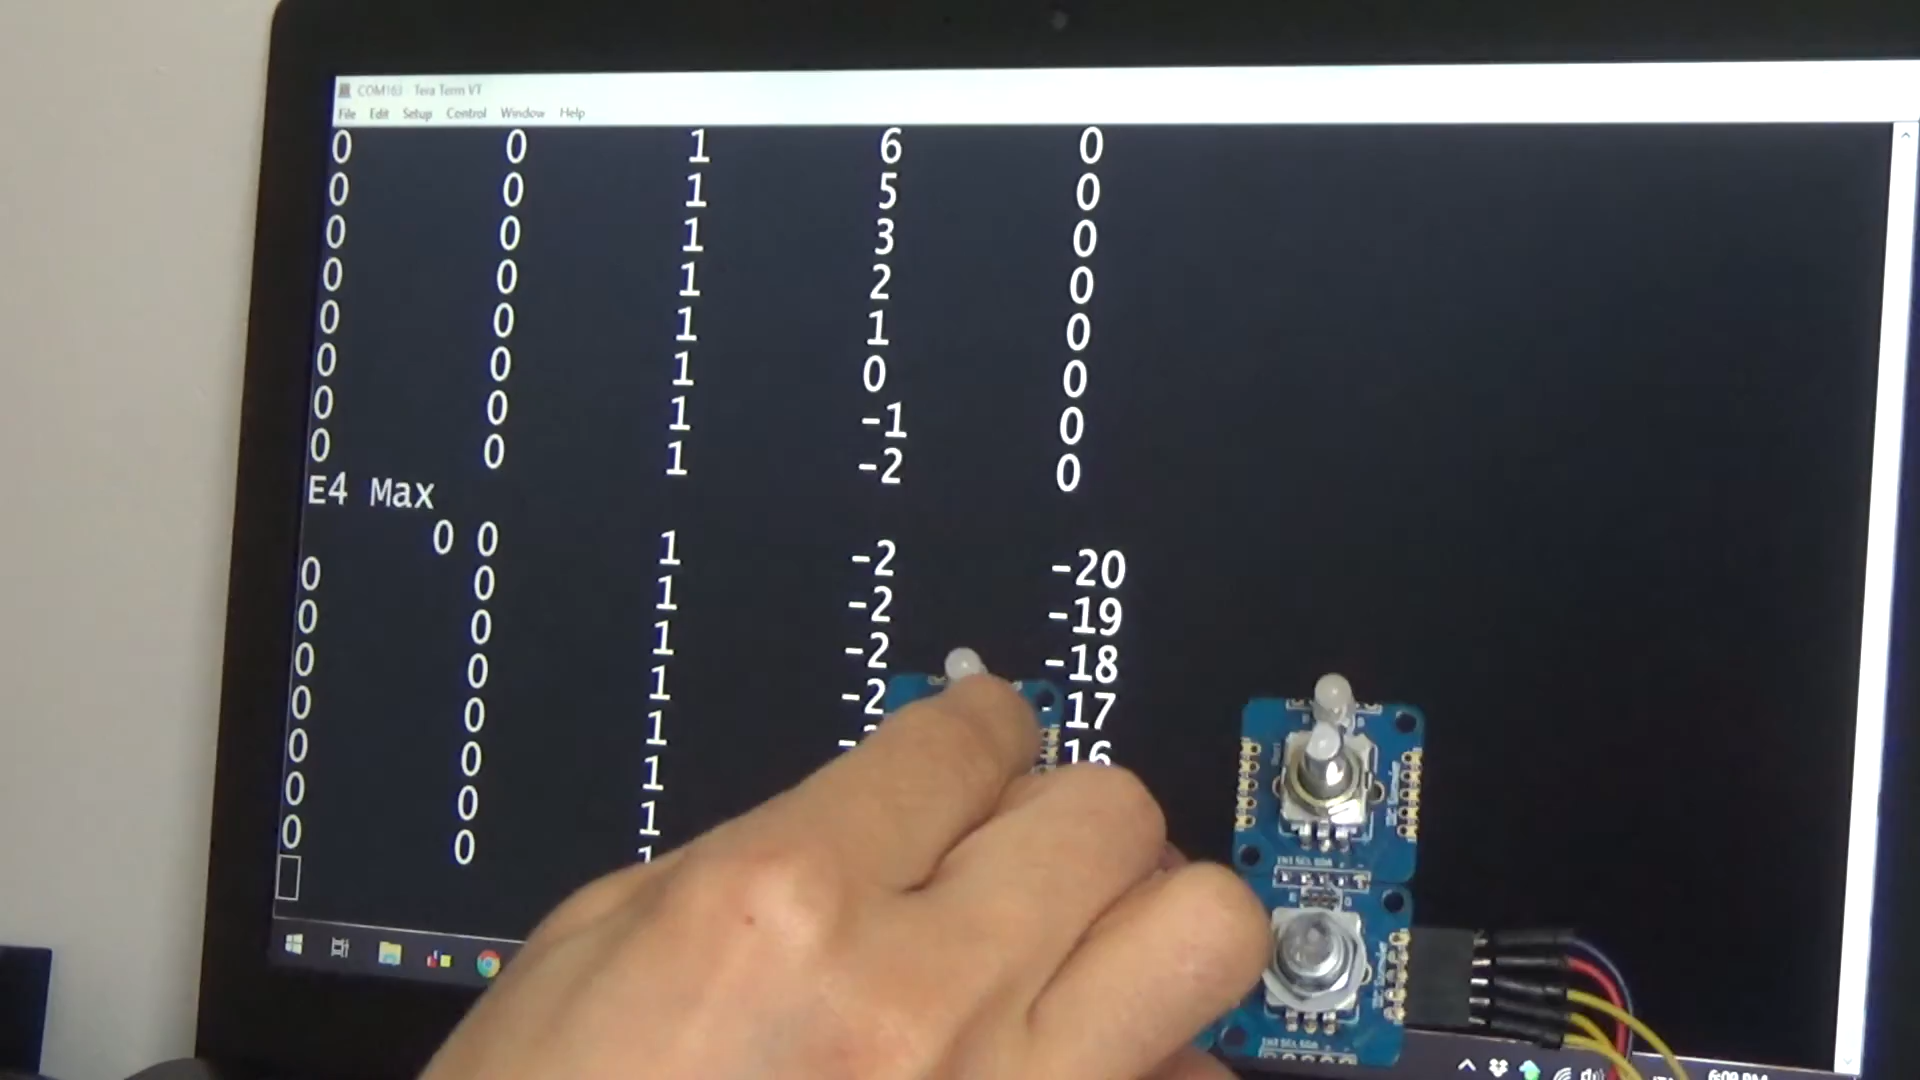 COM163 - Tera Term VT
File Edit Setup Control Window Help
0 0 1 6 0
0 0 1 5 0
0 0 1 3 0
0 0 1 2 0
0 0 1 1 0
0 0 1 0 0
0 0 1 -1 0
0 0 1 -2 0
E4 Max
0 0 1 -2 -20
0 0 1 -2 -19
0 0 1 -2 -18
0 0 1 -2 17
0 0 1 16
0 0 1
0 0 1
0 0 1